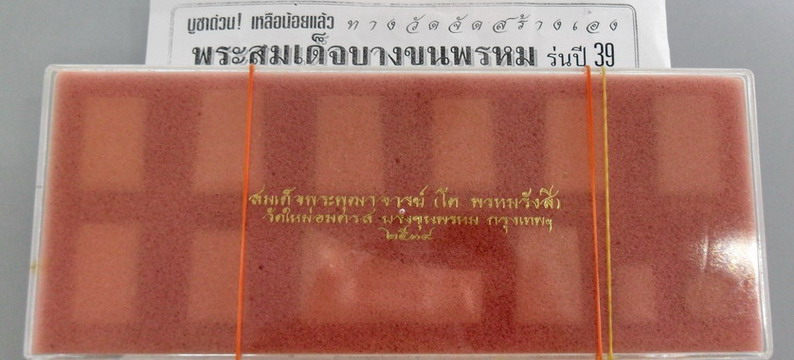 บูชาด่วน! เหลือน้อยแล้ว ทางวัดจัดสร้างเอง
พระสมเด็จบางขุนพรหม รุ่นปี 39
สมเด็จพระพุฒาจารย์ (โต พรหมรังสี)
วัดใหม่อมตรส บางขุนพรหม กรุงเทพฯ